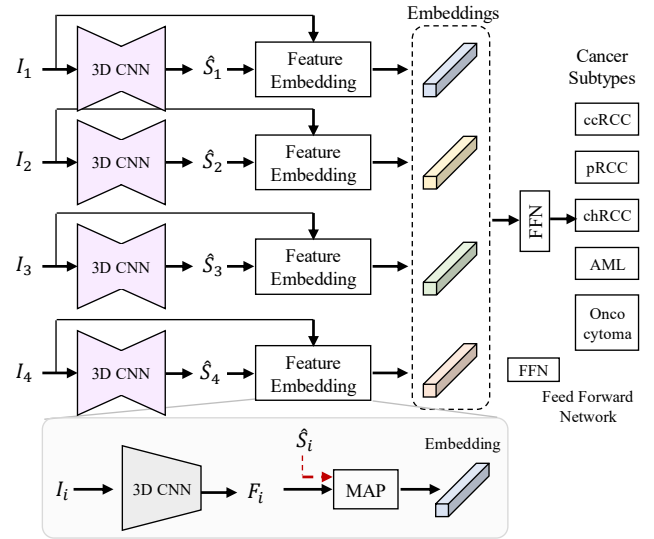 Embeddings
I₁
3D CNN
Ŝ₁
Feature
Embedding
I₂
3D CNN
Ŝ₂
Feature
Embedding
I₃
3D CNN
Ŝ₃
Feature
Embedding
I₄
3D CNN
Ŝ₄
Feature
Embedding
FFN
Cancer
Subtypes
ccRCC
pRCC
chRCC
AML
Onco
cytoma
FFN
Feed Forward
Network
Iᵢ
3D CNN
Fᵢ
Ŝᵢ
MAP
Embedding